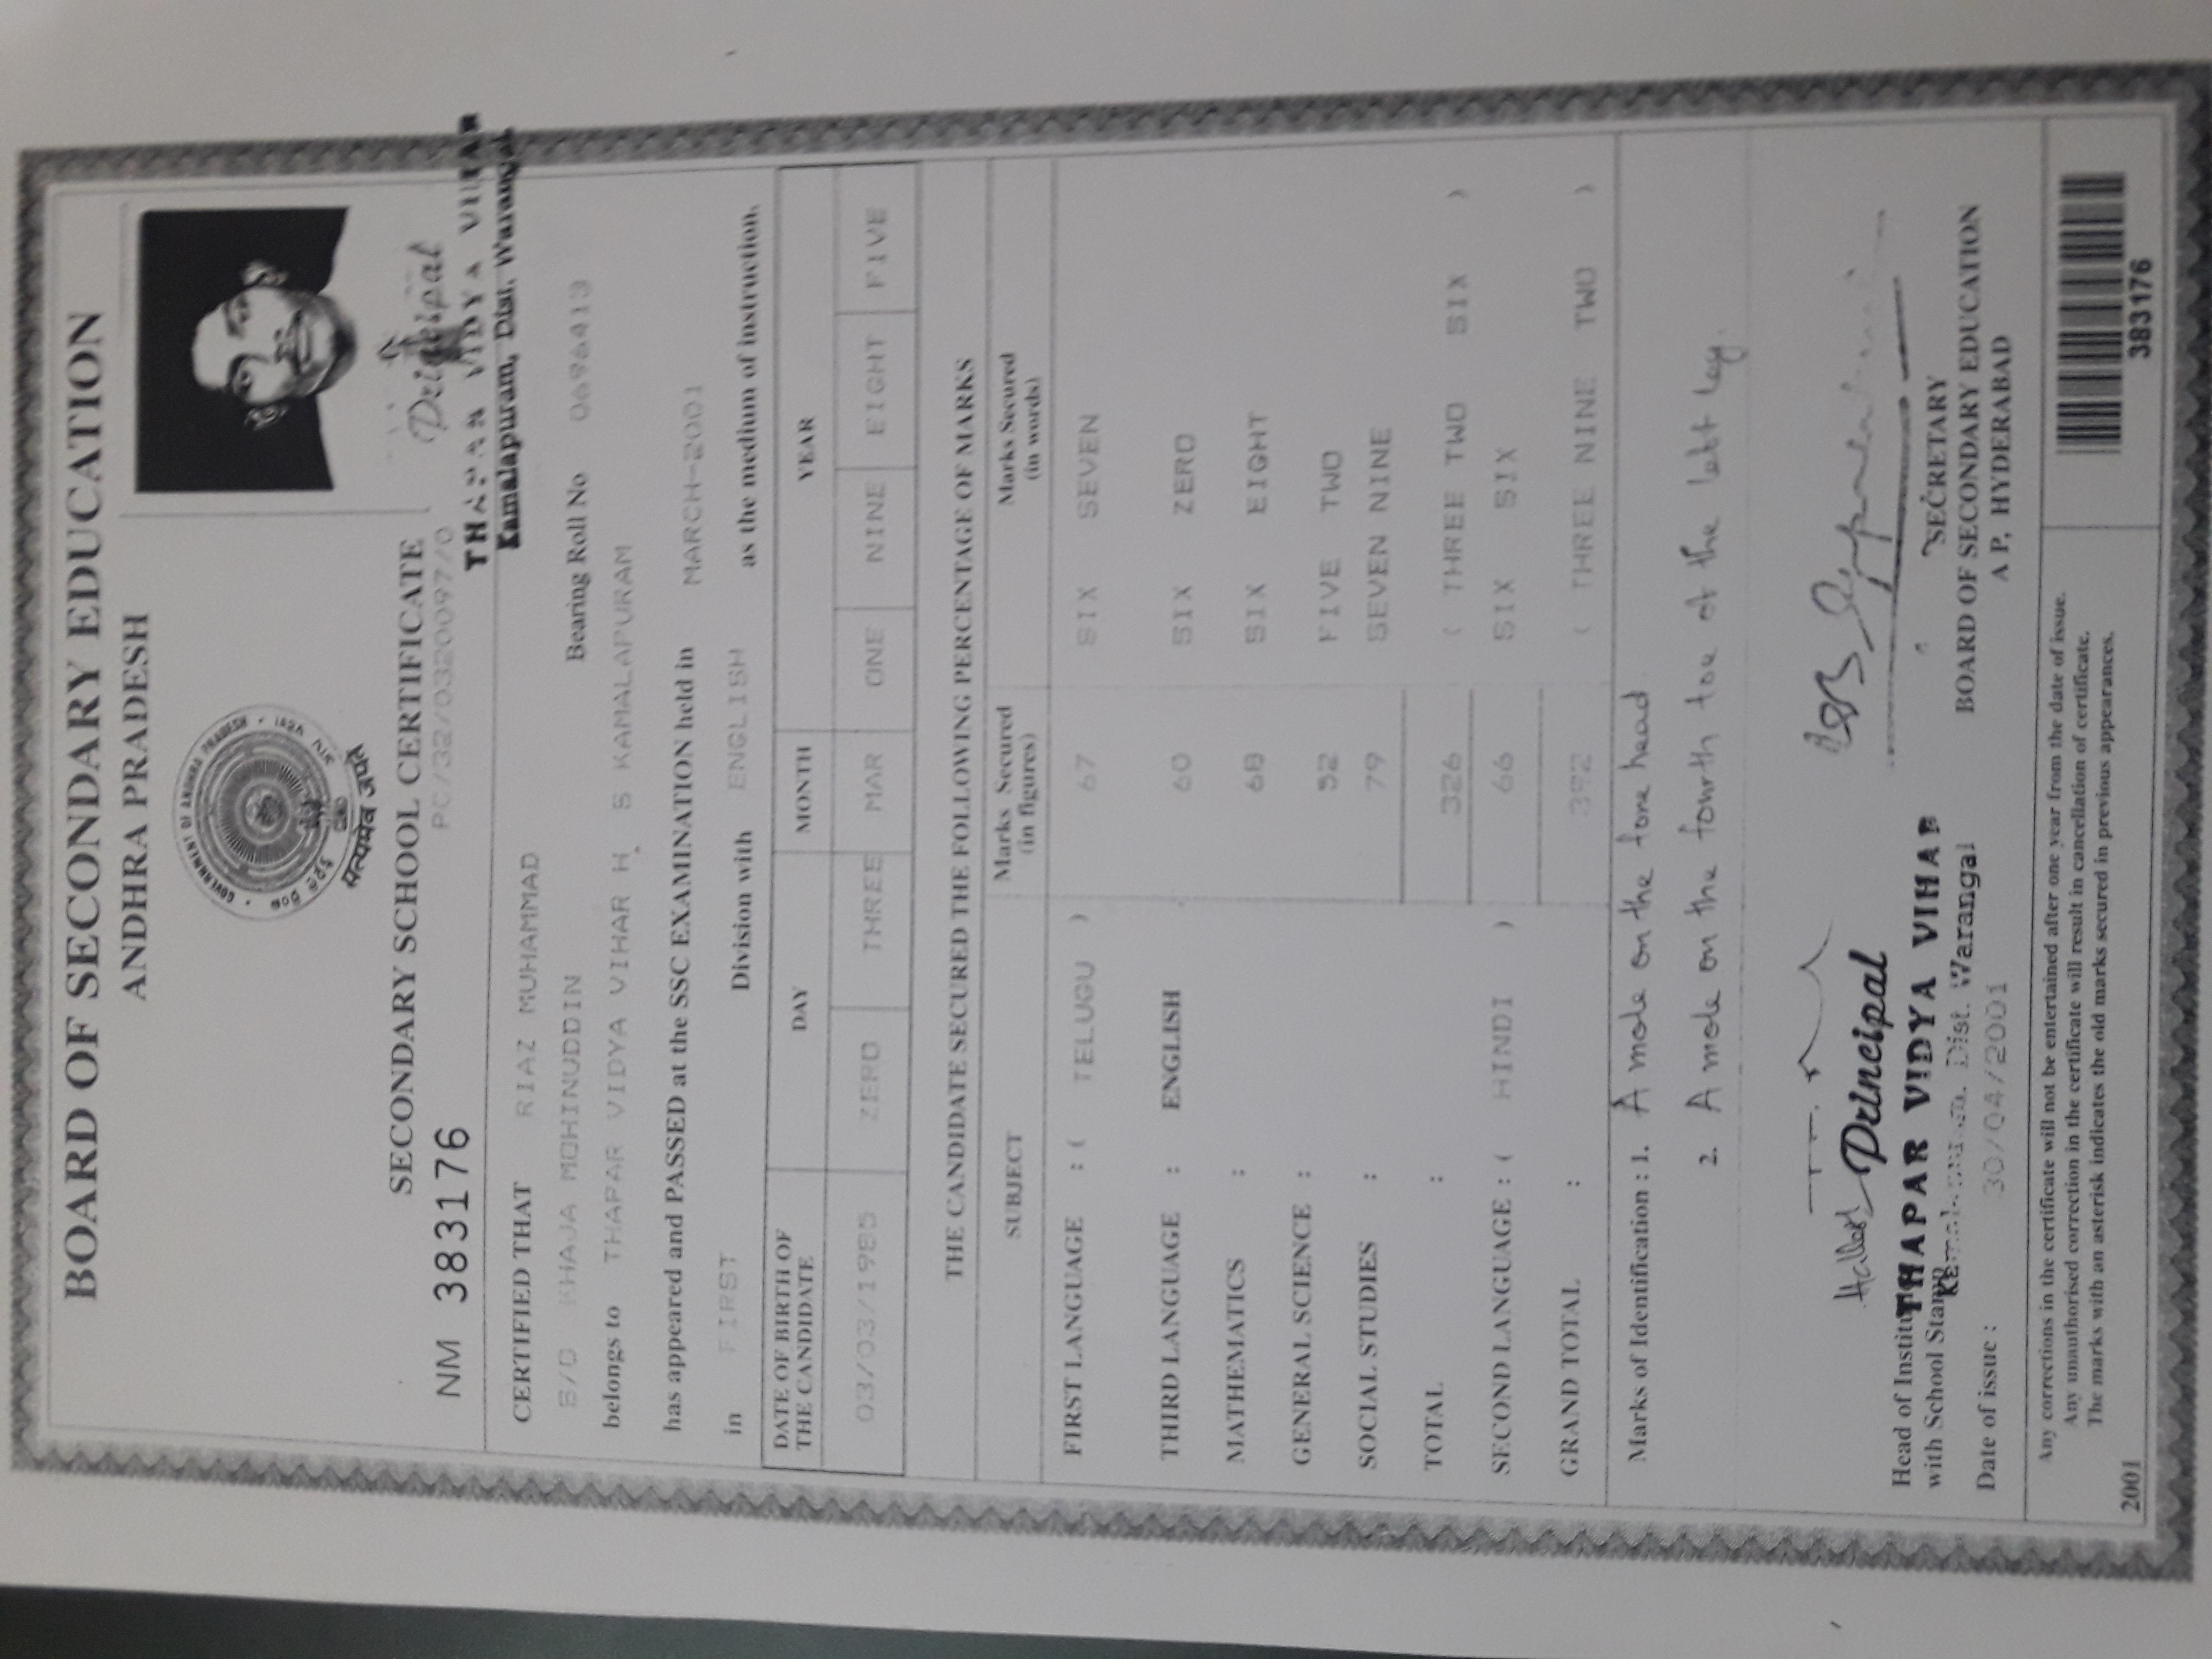 BOARD OF SECONDARY EDUCATION
ANDHRA PRADESH
GOVERNMENT OF ANDHRA PRADESH
सत्यमेव जयते
SECONDARY SCHOOL CERTIFICATE
NM 383176
PC/32/0320097/0
Principal
THAPAR VIDYA VIHAR
Kamalapuram, Dist. Warangal
CERTIFIED THAT RIAZ MUHAMMAD
S/O KHAJA MOHINUDDIN Bearing Roll No 0696413
belongs to THAPAR VIDYA VIHAR H S KAMALAPURAM
has appeared and PASSED at the SSC EXAMINATION held in MARCH-2001
in FIRST Division with ENGLISH as the medium of instruction.
DATE OF BIRTH OF THE CANDIDATE DAY MONTH YEAR
03/03/1985 ZERO THREE MAR ONE NINE EIGHT FIVE
THE CANDIDATE SECURED THE FOLLOWING PERCENTAGE OF MARKS
SUBJECT Marks Secured (in figures) Marks Secured (in words)
FIRST LANGUAGE : ( TELUGU ) 67 SIX SEVEN
THIRD LANGUAGE : ENGLISH 60 SIX ZERO
MATHEMATICS : 68 SIX EIGHT
GENERAL SCIENCE : 52 FIVE TWO
SOCIAL STUDIES : 79 SEVEN NINE
TOTAL : 326 ( THREE TWO SIX )
SECOND LANGUAGE : ( HINDI ) 66 SIX SIX
GRAND TOTAL : 392 ( THREE NINE TWO )
Marks of Identification : 1. A mole on the fore head
2. A mole on the fourth toe of the left leg.
Principal
Head of Institution
THAPAR VIDYA VIHAR
with School Stamp
Kamalapuram. Dist. Warangal
Date of issue : 30/04/2001
SECRETARY
BOARD OF SECONDARY EDUCATION
A P, HYDERABAD
Any corrections in the certificate will not be entertained after one year from the date of issue.
Any unauthorised correction in the certificate will result in cancellation of certificate.
The marks with an asterisk indicates the old marks secured in previous appearances.
2001
383176